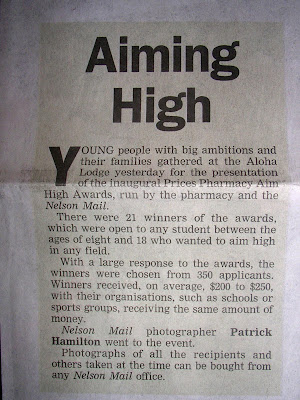 Aiming
High
YOUNG people with big ambitions and
their families gathered at the Aloha
Lodge yesterday for the presentation
of the inaugural Prices Pharmacy Aim
High Awards, run by the pharmacy and the
Nelson Mail.
There were 21 winners of the awards,
which were open to any student between the
ages of eight and 18 who wanted to aim high
in any field.
With a large response to the awards, the
winners were chosen from 350 applicants.
Winners received, on average, $200 to $250,
with their organisations, such as schools or
sports groups, receiving the same amount of
money.
Nelson Mail photographer Patrick
Hamilton went to the event.
Photographs of all the recipients and
others taken at the time can be bought from
any Nelson Mail office.